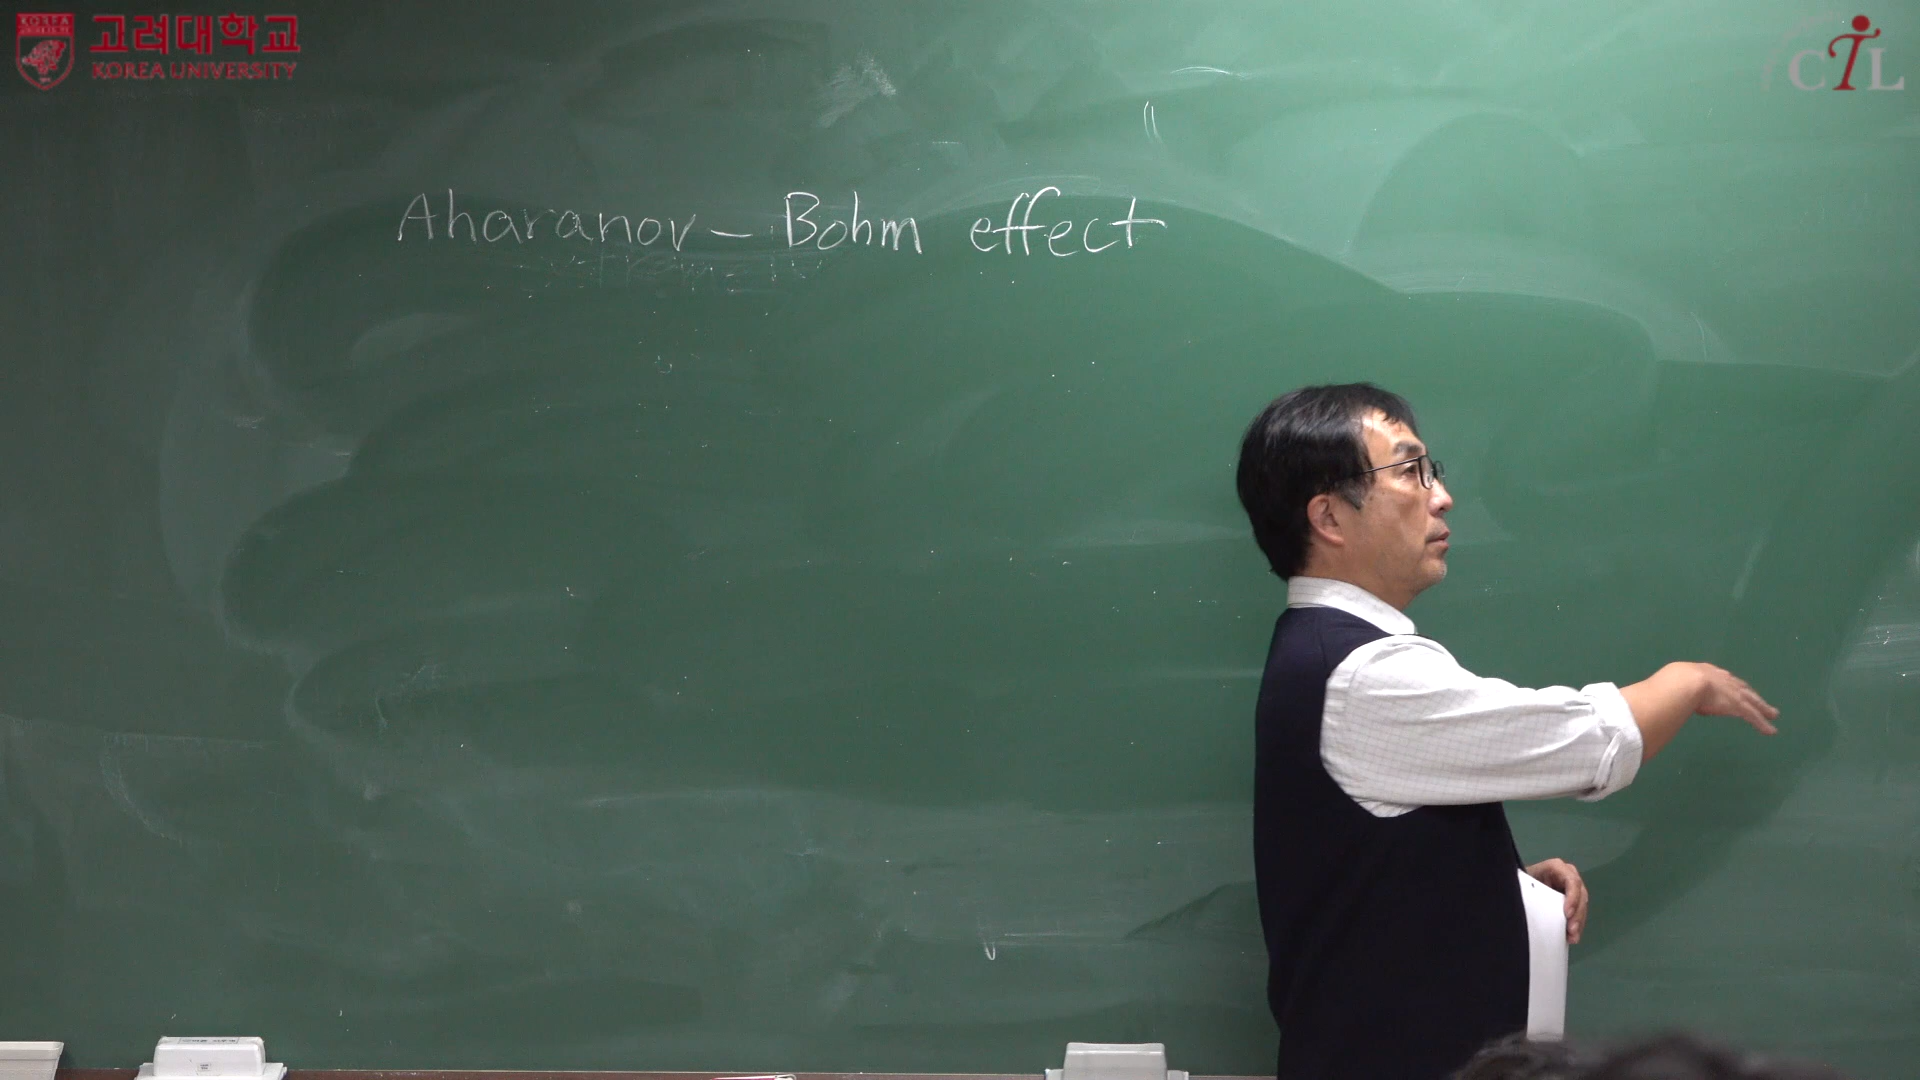 고려대학교
KOREA UNIVERSITY
CTL
Aharanov - Bohm effect